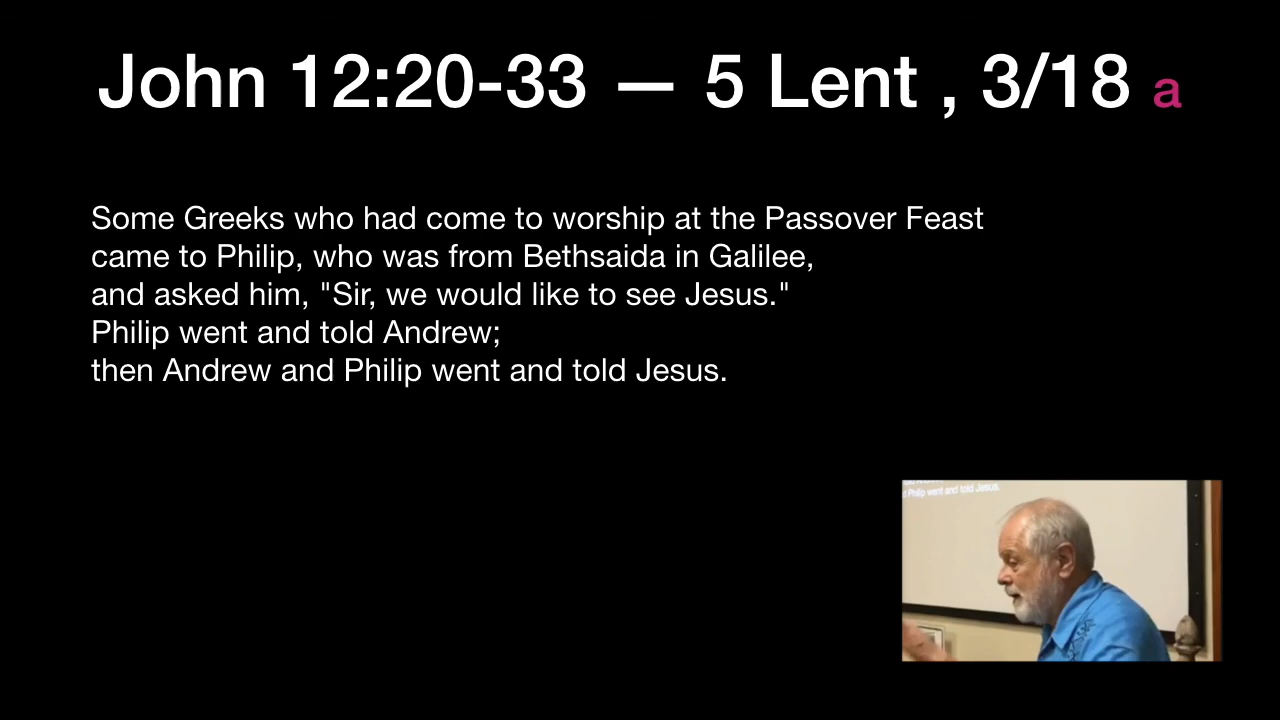 John 12:20-33 — 5 Lent , 3/18 a
Some Greeks who had come to worship at the Passover Feast
came to Philip, who was from Bethsaida in Galilee,
and asked him, "Sir, we would like to see Jesus."
Philip went and told Andrew;
then Andrew and Philip went and told Jesus.
Philip went and told Jesus.